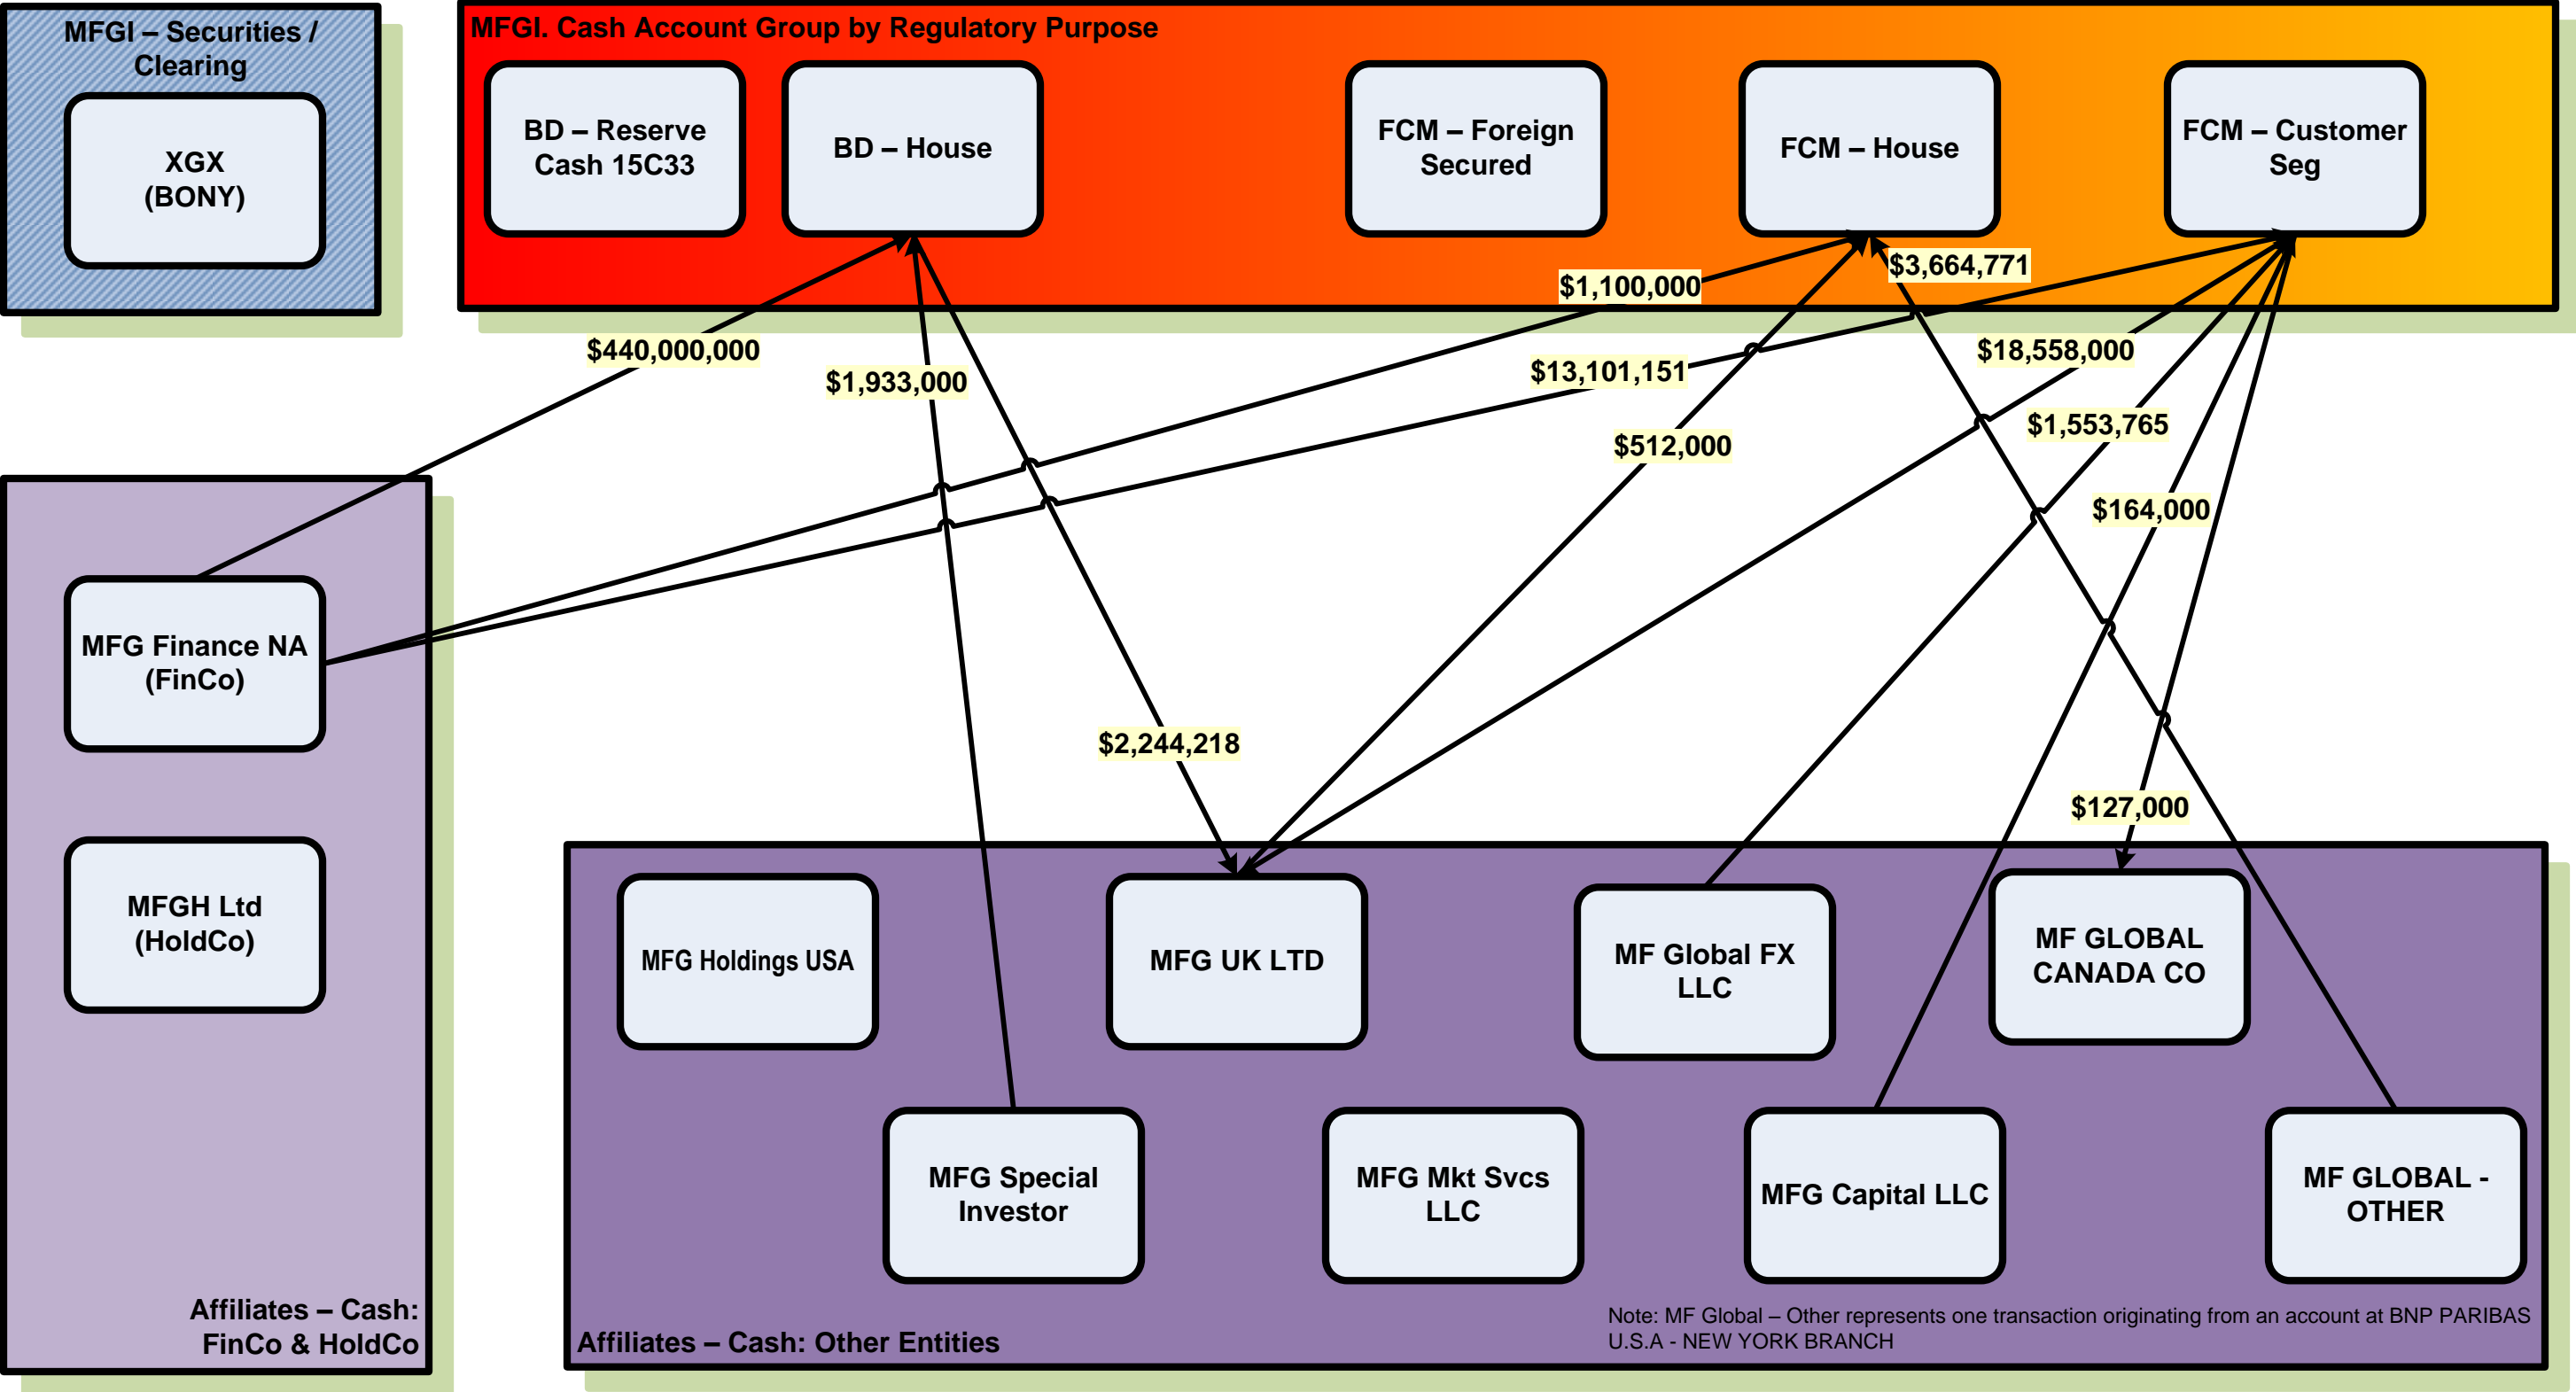 MFGI – Securities /
Clearing
XGX
(BONY)
MFGI. Cash Account Group by Regulatory Purpose
BD – Reserve
Cash 15C33
BD – House
FCM – Foreign
Secured
FCM – House
FCM – Customer
Seg
$3,664,771
$1,100,000
$440,000,000
$18,558,000
$13,101,151
$1,933,000
$1,553,765
$512,000
$164,000
$2,244,218
$127,000
MFG Finance NA
(FinCo)
MFGH Ltd
(HoldCo)
Affiliates – Cash:
FinCo & HoldCo
MFG Holdings USA
MFG UK LTD
MF Global FX
LLC
MF GLOBAL
CANADA CO
MFG Special
Investor
MFG Mkt Svcs
LLC
MFG Capital LLC
MF GLOBAL -
OTHER
Affiliates – Cash: Other Entities
Note: MF Global – Other represents one transaction originating from an account at BNP PARIBAS
U.S.A - NEW YORK BRANCH